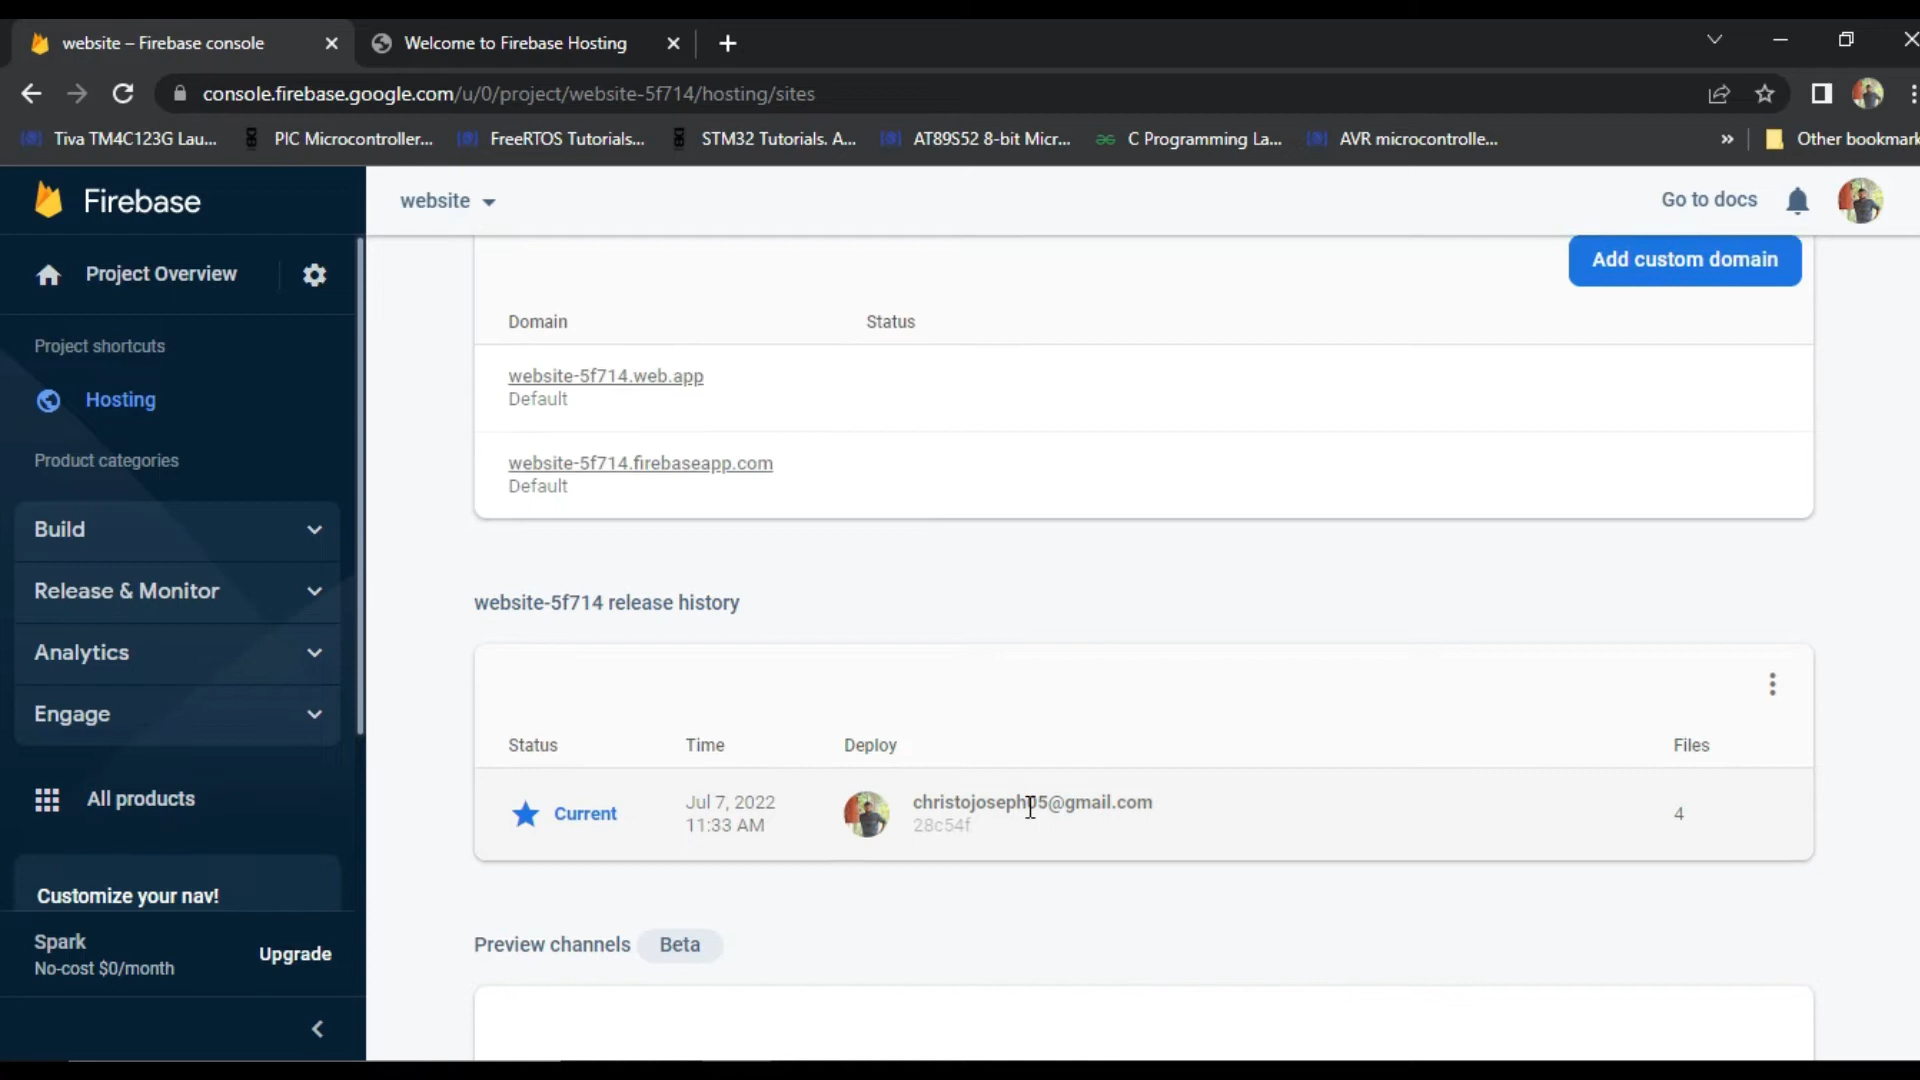 website – Firebase console
Welcome to Firebase Hosting
console.firebase.google.com/u/0/project/website-5f714/hosting/sites
Tiva TM4C123G Lau...
PIC Microcontroller...
FreeRTOS Tutorials...
STM32 Tutorials. A...
AT89S52 8-bit Micr...
C Programming La...
AVR microcontrolle...
Other bookmark
Firebase
website
Go to docs
Project Overview
Project shortcuts
Hosting
Product categories
Build
Release & Monitor
Analytics
Engage
All products
Customize your nav!
Spark
No-cost $0/month
Upgrade
Add custom domain
Domain Status
website-5f714.web.app
Default
website-5f714.firebaseapp.com
Default
website-5f714 release history
Status Time Deploy Files
Current
Jul 7, 2022
11:33 AM
christojoseph05@gmail.com
28c54f
4
Preview channels Beta